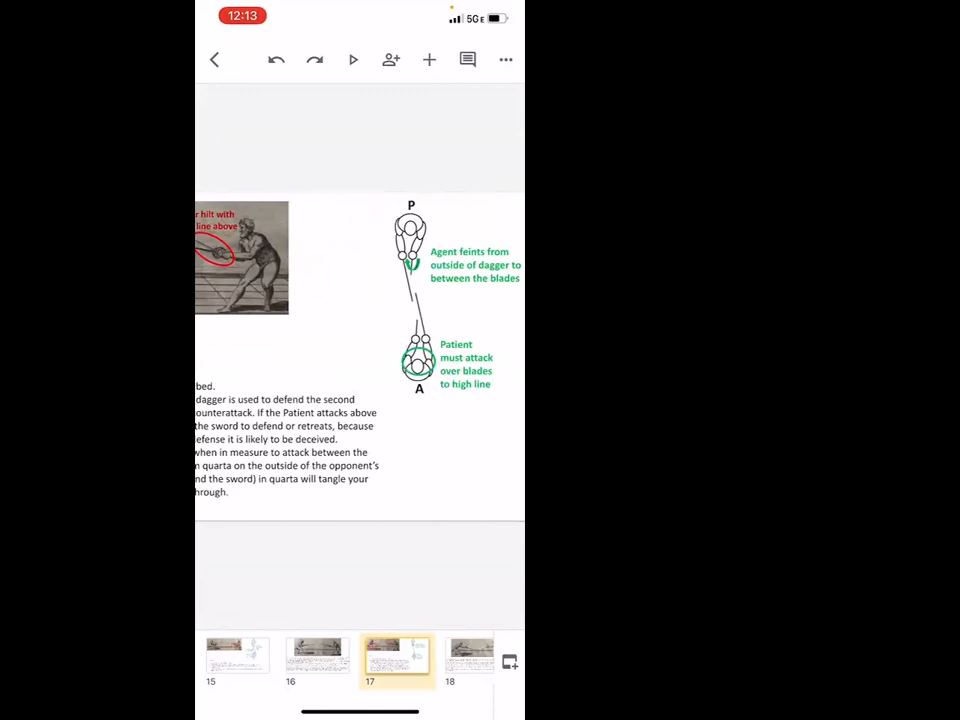 12:13
5GE
r hilt with
line above
P
Agent feints from
outside of dagger to
between the blades
Patient
must attack
over blades
to high line
A
bed.
dagger is used to defend the second
ounterattack. If the Patient attacks above
the sword to defend or retreats, because
efense it is likely to be deceived.
when in measure to attack between the
n quarta on the outside of the opponent's
nd the sword) in quarta will tangle your
hrough.
15
16
17
18